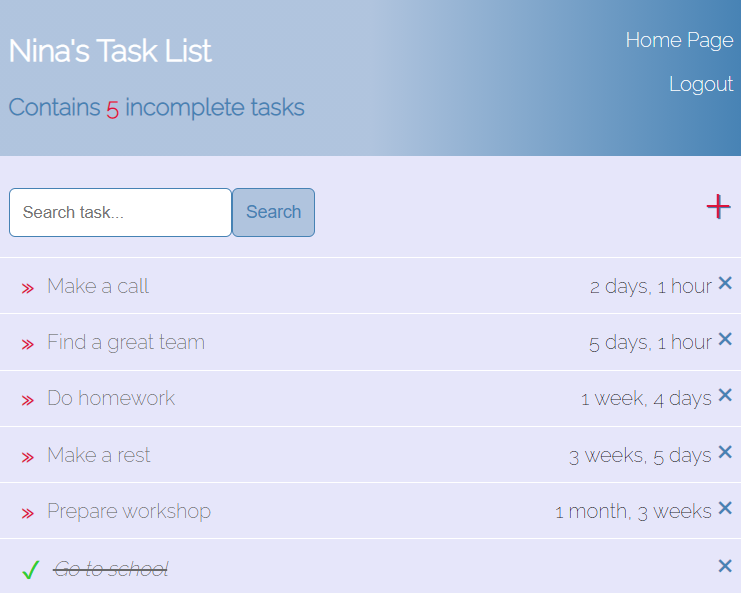 Nina's Task List
Home Page
Logout
Contains 5 incomplete tasks
Search task...
Search
+
» Make a call 2 days, 1 hour ×
» Find a great team 5 days, 1 hour ×
» Do homework 1 week, 4 days ×
» Make a rest 3 weeks, 5 days ×
» Prepare workshop 1 month, 3 weeks ×
✓ Go to school ×